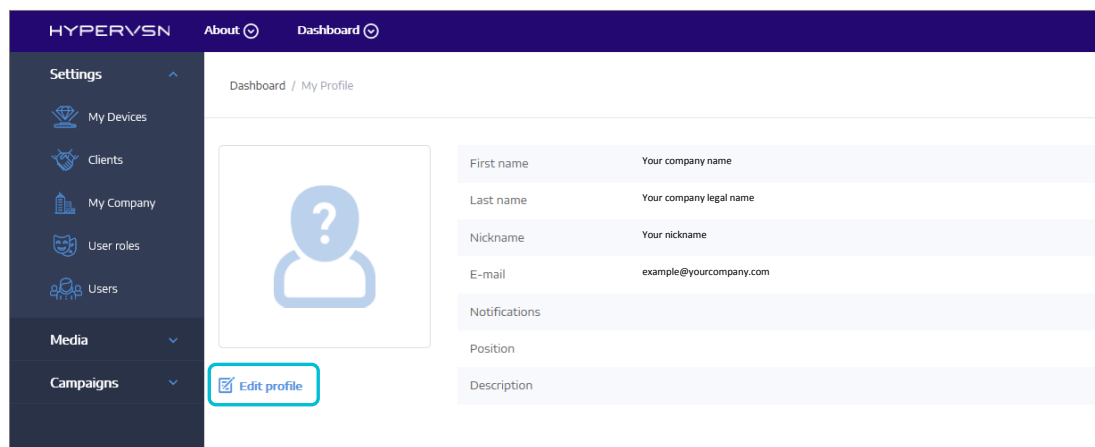 HYPERVSN About Dashboard
Settings
Dashboard / My Profile
My Devices
Clients
My Company
User roles
Users
Media
Campaigns
?
Edit profile
First name Your company name
Last name Your company legal name
Nickname Your nickname
E-mail example@yourcompany.com
Notifications
Position
Description